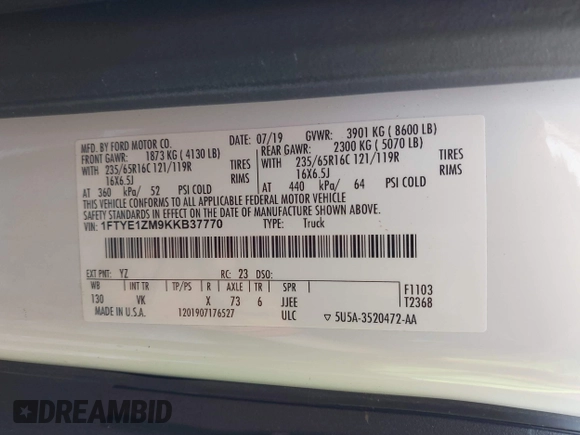 MFD. BY FORD MOTOR CO.
DATE: 07/19 GVWR: 3901 KG ( 8600 LB)
FRONT GAWR: 1873 KG ( 4130 LB) REAR GAWR: 2300 KG ( 5070 LB)
WITH 235/65R16C 121/119R TIRES WITH 235/65R16C 121/119R TIRES
16X6.5J RIMS 16X6.5J RIMS
AT 360 kPa/ 52 PSI COLD AT 440 kPa/ 64 PSI COLD
THIS VEHICLE CONFORMS TO ALL APPLICABLE FEDERAL MOTOR VEHICLE
SAFETY STANDARDS IN EFFECT ON THE DATE OF MANUFACTURE SHOWN ABOVE.
VIN: 1FTYE1ZM9KKB37770 TYPE: Truck
EXT PNT: YZ RC: 23 DSO:
WB INT TR TP/PS R AXLE TR SPR F1103
130 VK X 73 6 JJEE T2368
MADE IN U.S.A. 1201907176527 ULC ▽ 5U5A-3520472-AA
DREAMBID